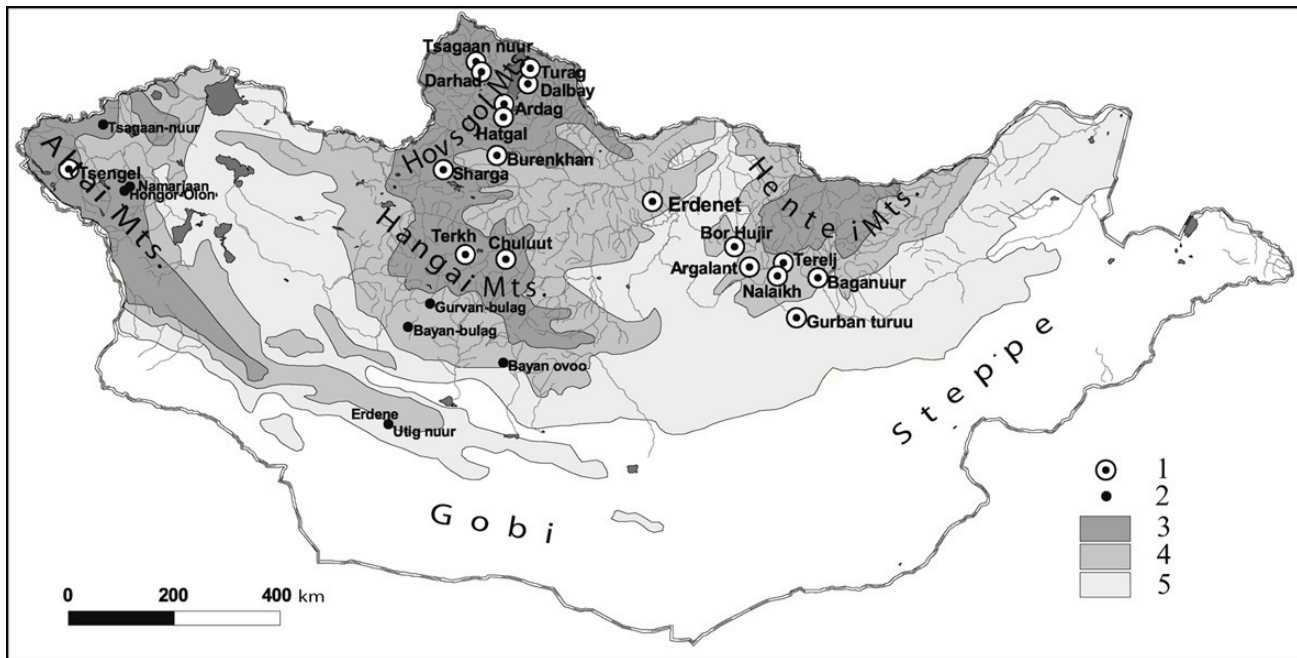 Tsagaan nuur
Turag
Darhad
Dalbay
Ardag
Hatgal
Hovsgol Mts.
Burenkhan
Sharga
Tsagaan-nuur
Altai Mts.
Tsengel
Namarjaan
Hongor-Olon
Erdenet
Hentei Mts.
Bor Hujir
Terkh
Chuluut
Hangai Mts.
Argalant
Terelj
Nalaikh
Baganuur
Gurvan-bulag
Bayan-bulag
Gurban turuu
Bayan ovoo
Erdene
Utig nuur
Steppe
Gobi
1
2
3
4
5
0 200 400 km